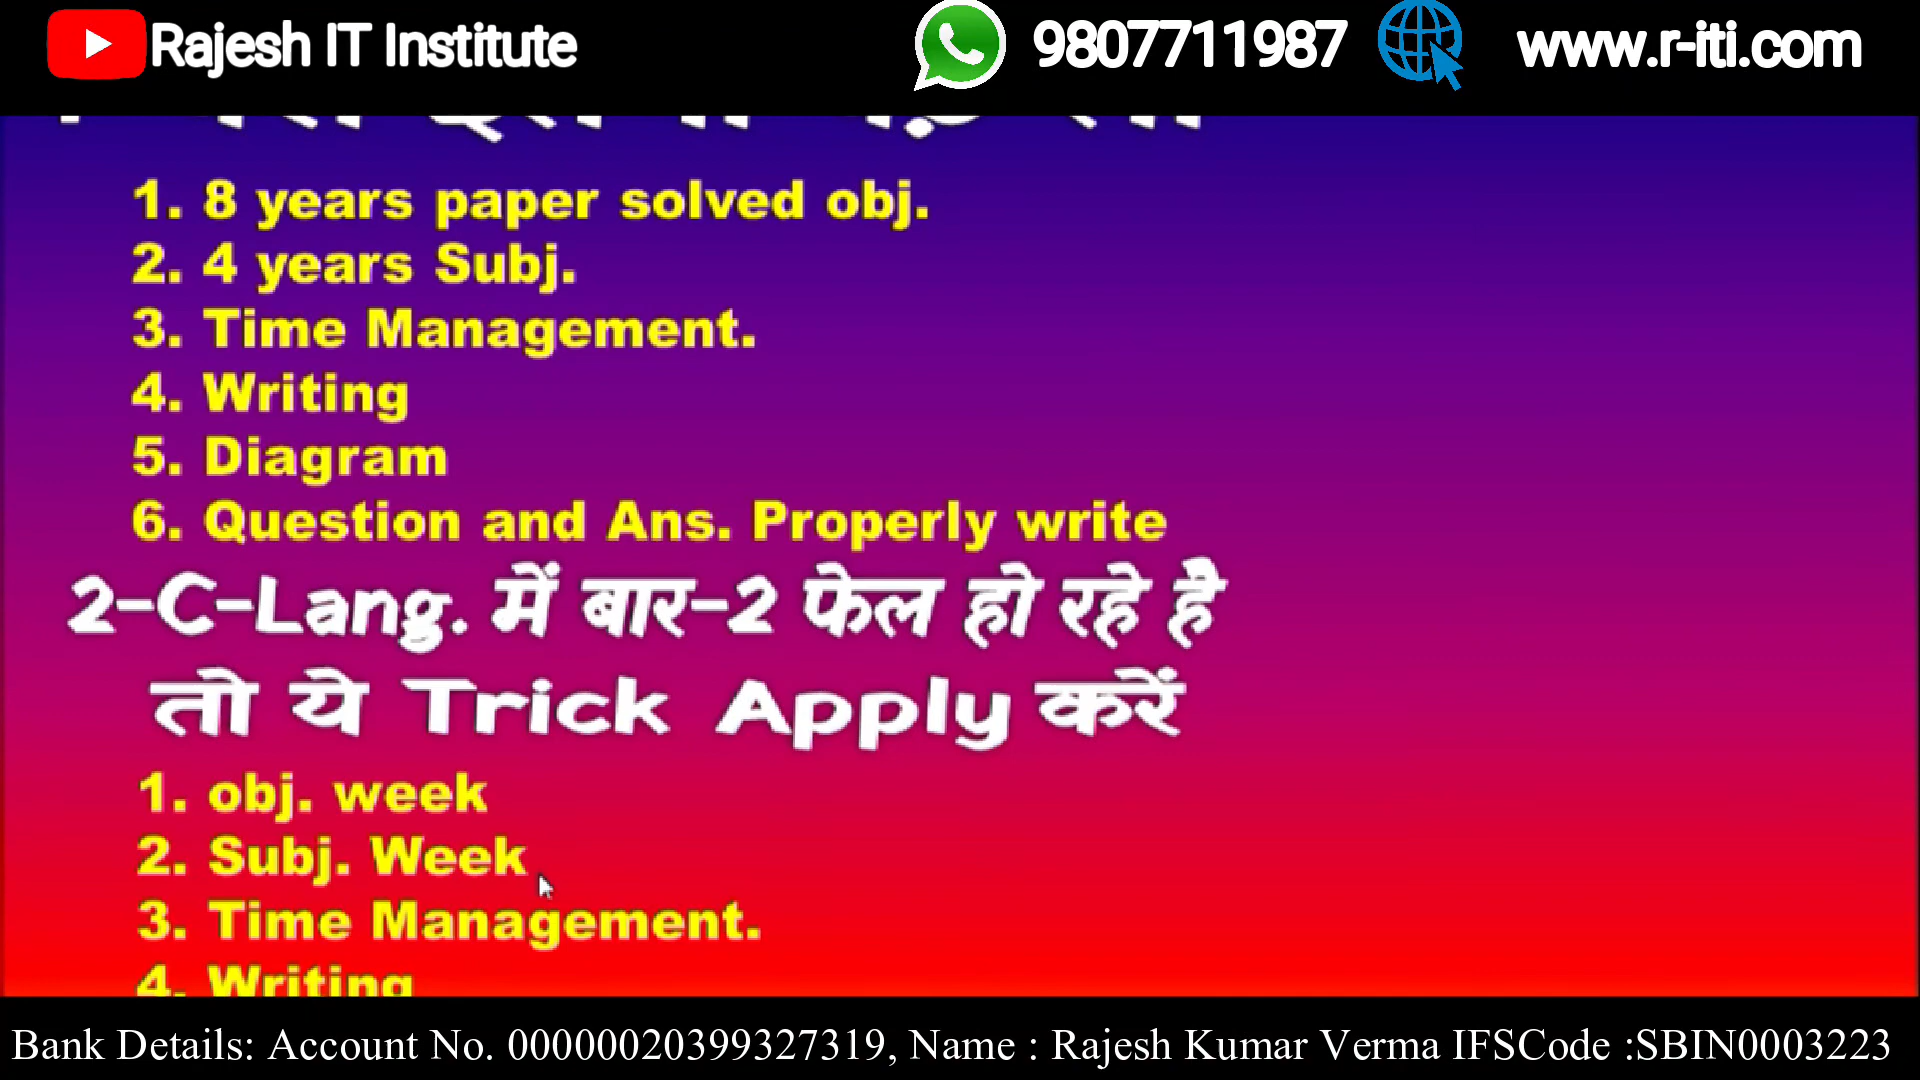 Rajesh IT Institute 9807711987 www.r-iti.com
1. 8 years paper solved obj.
2. 4 years Subj.
3. Time Management.
4. Writing
5. Diagram
6. Question and Ans. Properly write
2-C-Lang. में बार-2 फेल हो रहे है
तो ये Trick Apply करें
1. obj. week
2. Subj. Week
3. Time Management.
4. Writing
Bank Details: Account No. 00000020399327319, Name : Rajesh Kumar Verma IFSCode :SBIN0003223